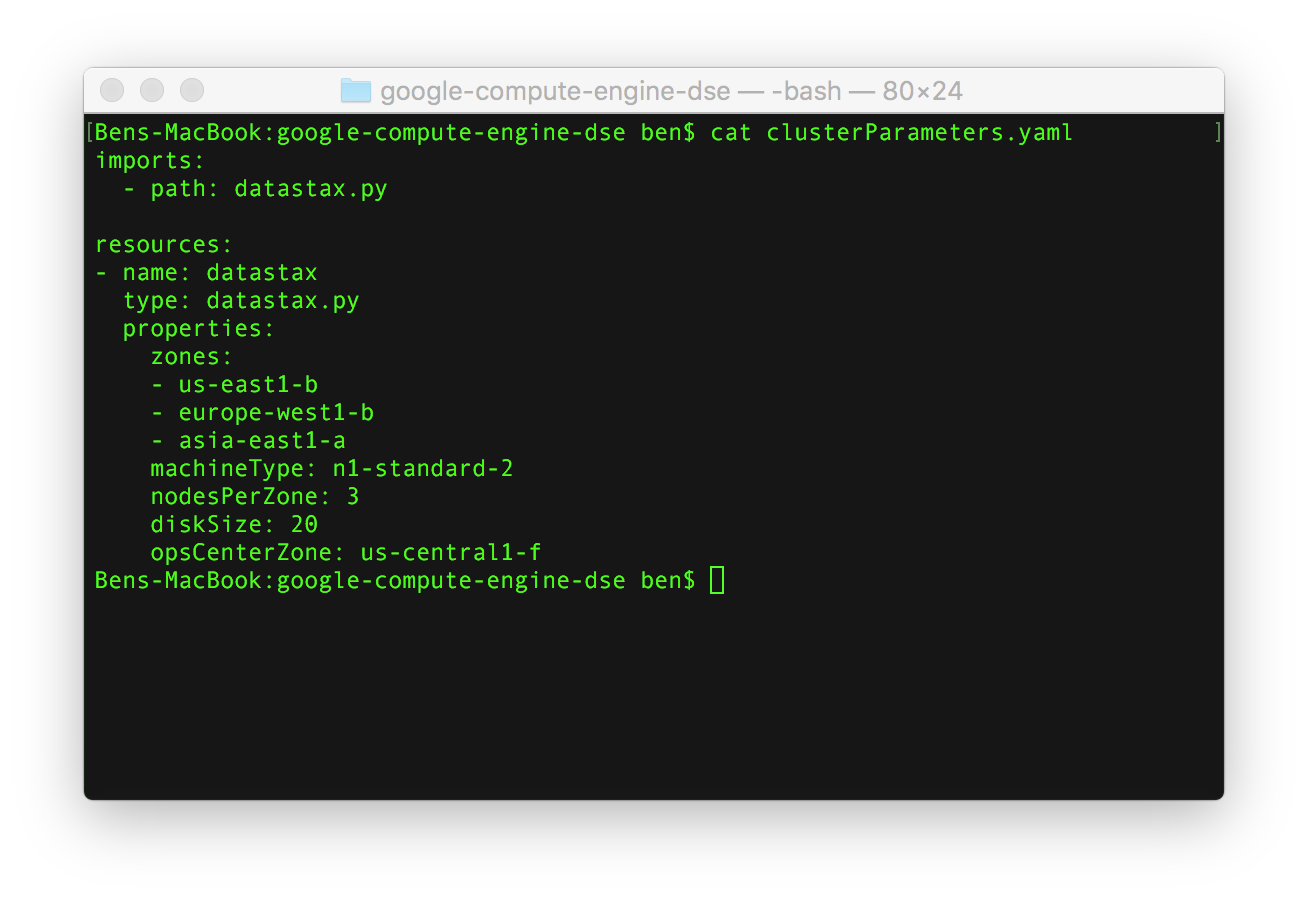 google-compute-engine-dse — -bash — 80×24
[Bens-MacBook:google-compute-engine-dse ben$ cat clusterParameters.yaml ]
imports:
  - path: datastax.py

resources:
- name: datastax
  type: datastax.py
  properties:
    zones:
    - us-east1-b
    - europe-west1-b
    - asia-east1-a
    machineType: n1-standard-2
    nodesPerZone: 3
    diskSize: 20
    opsCenterZone: us-central1-f
Bens-MacBook:google-compute-engine-dse ben$